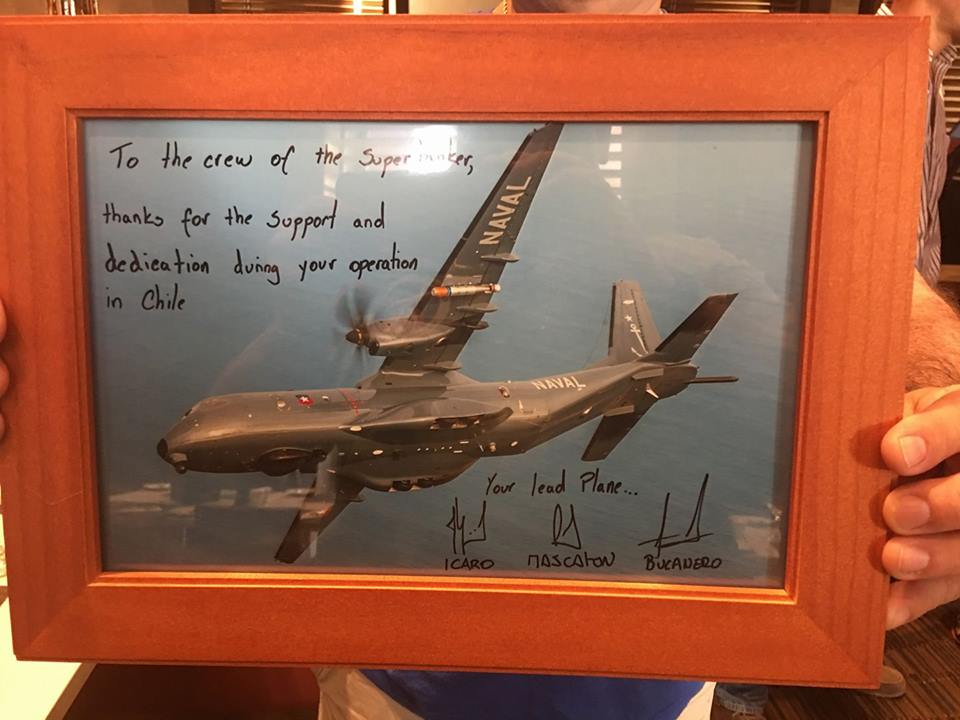 To the crew of the Super Tanker,
thanks for the support and
dedication during your operation
in Chile
NAVAL
NAVAL
Your lead Plane...
ICARO MASCATON BUCANERO